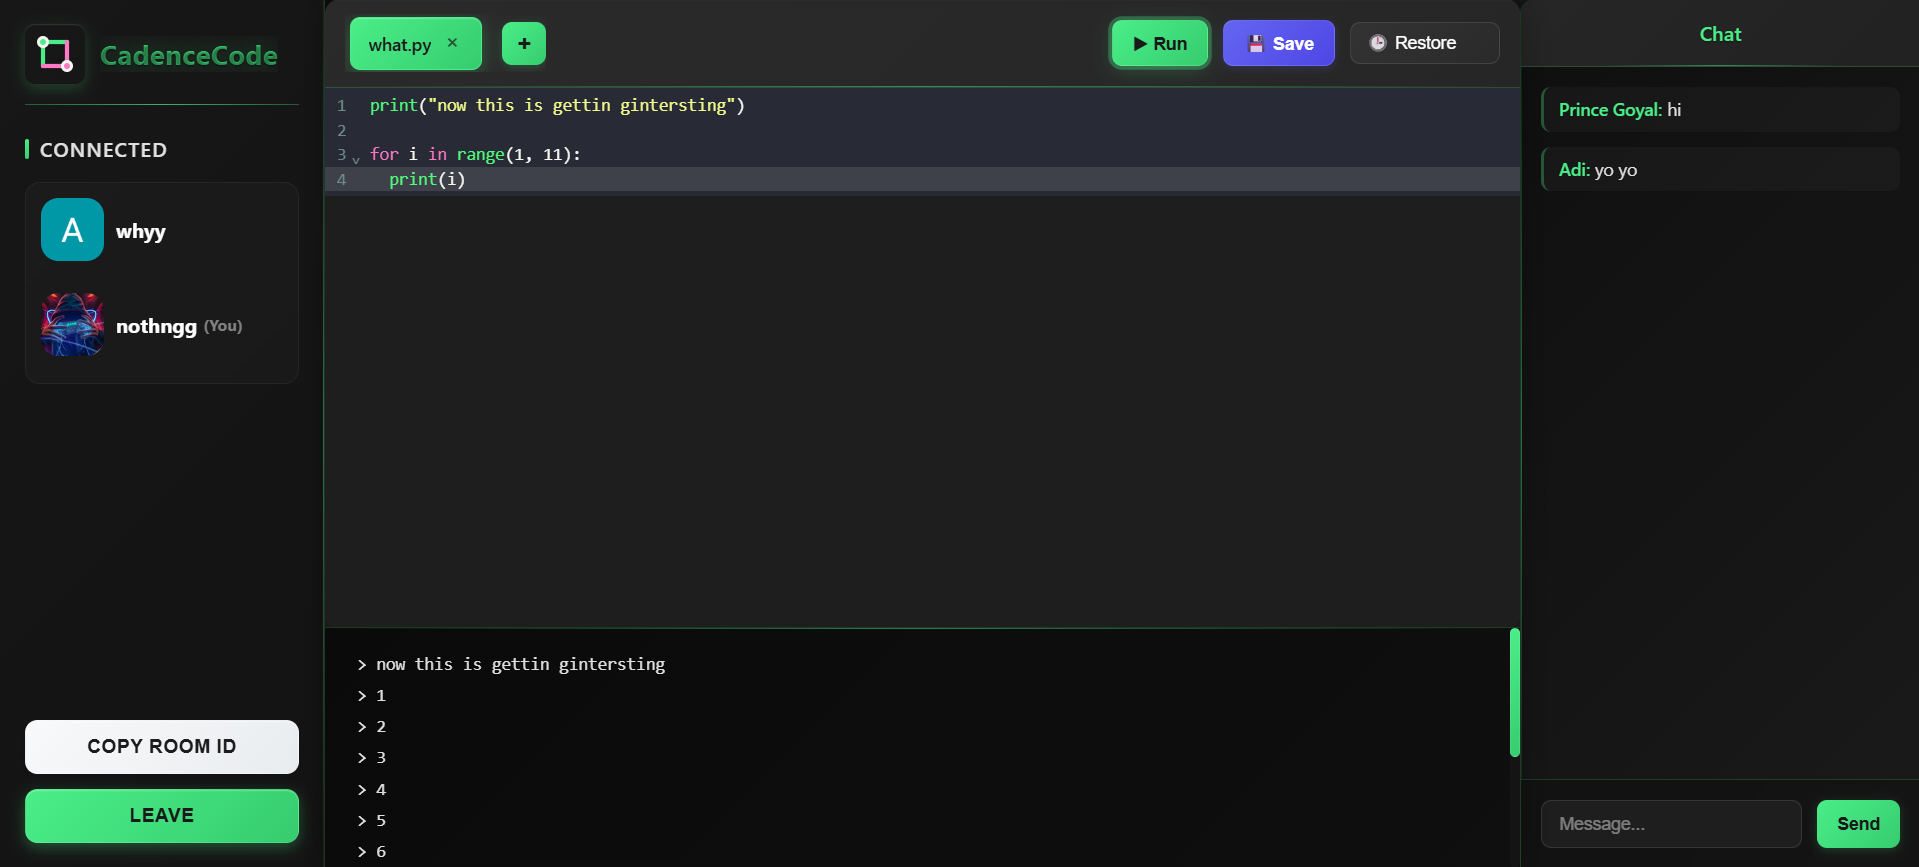 CadenceCode
CONNECTED
A
whyy
nothngg (You)
COPY ROOM ID
LEAVE
what.py ×
+
▶ Run
💾 Save
🕒 Restore
1 print("now this is gettin gintersting")
2
3 for i in range(1, 11):
4 print(i)
> now this is gettin gintersting
> 1
> 2
> 3
> 4
> 5
> 6
Chat
Prince Goyal: hi
Adi: yo yo
Message...
Send